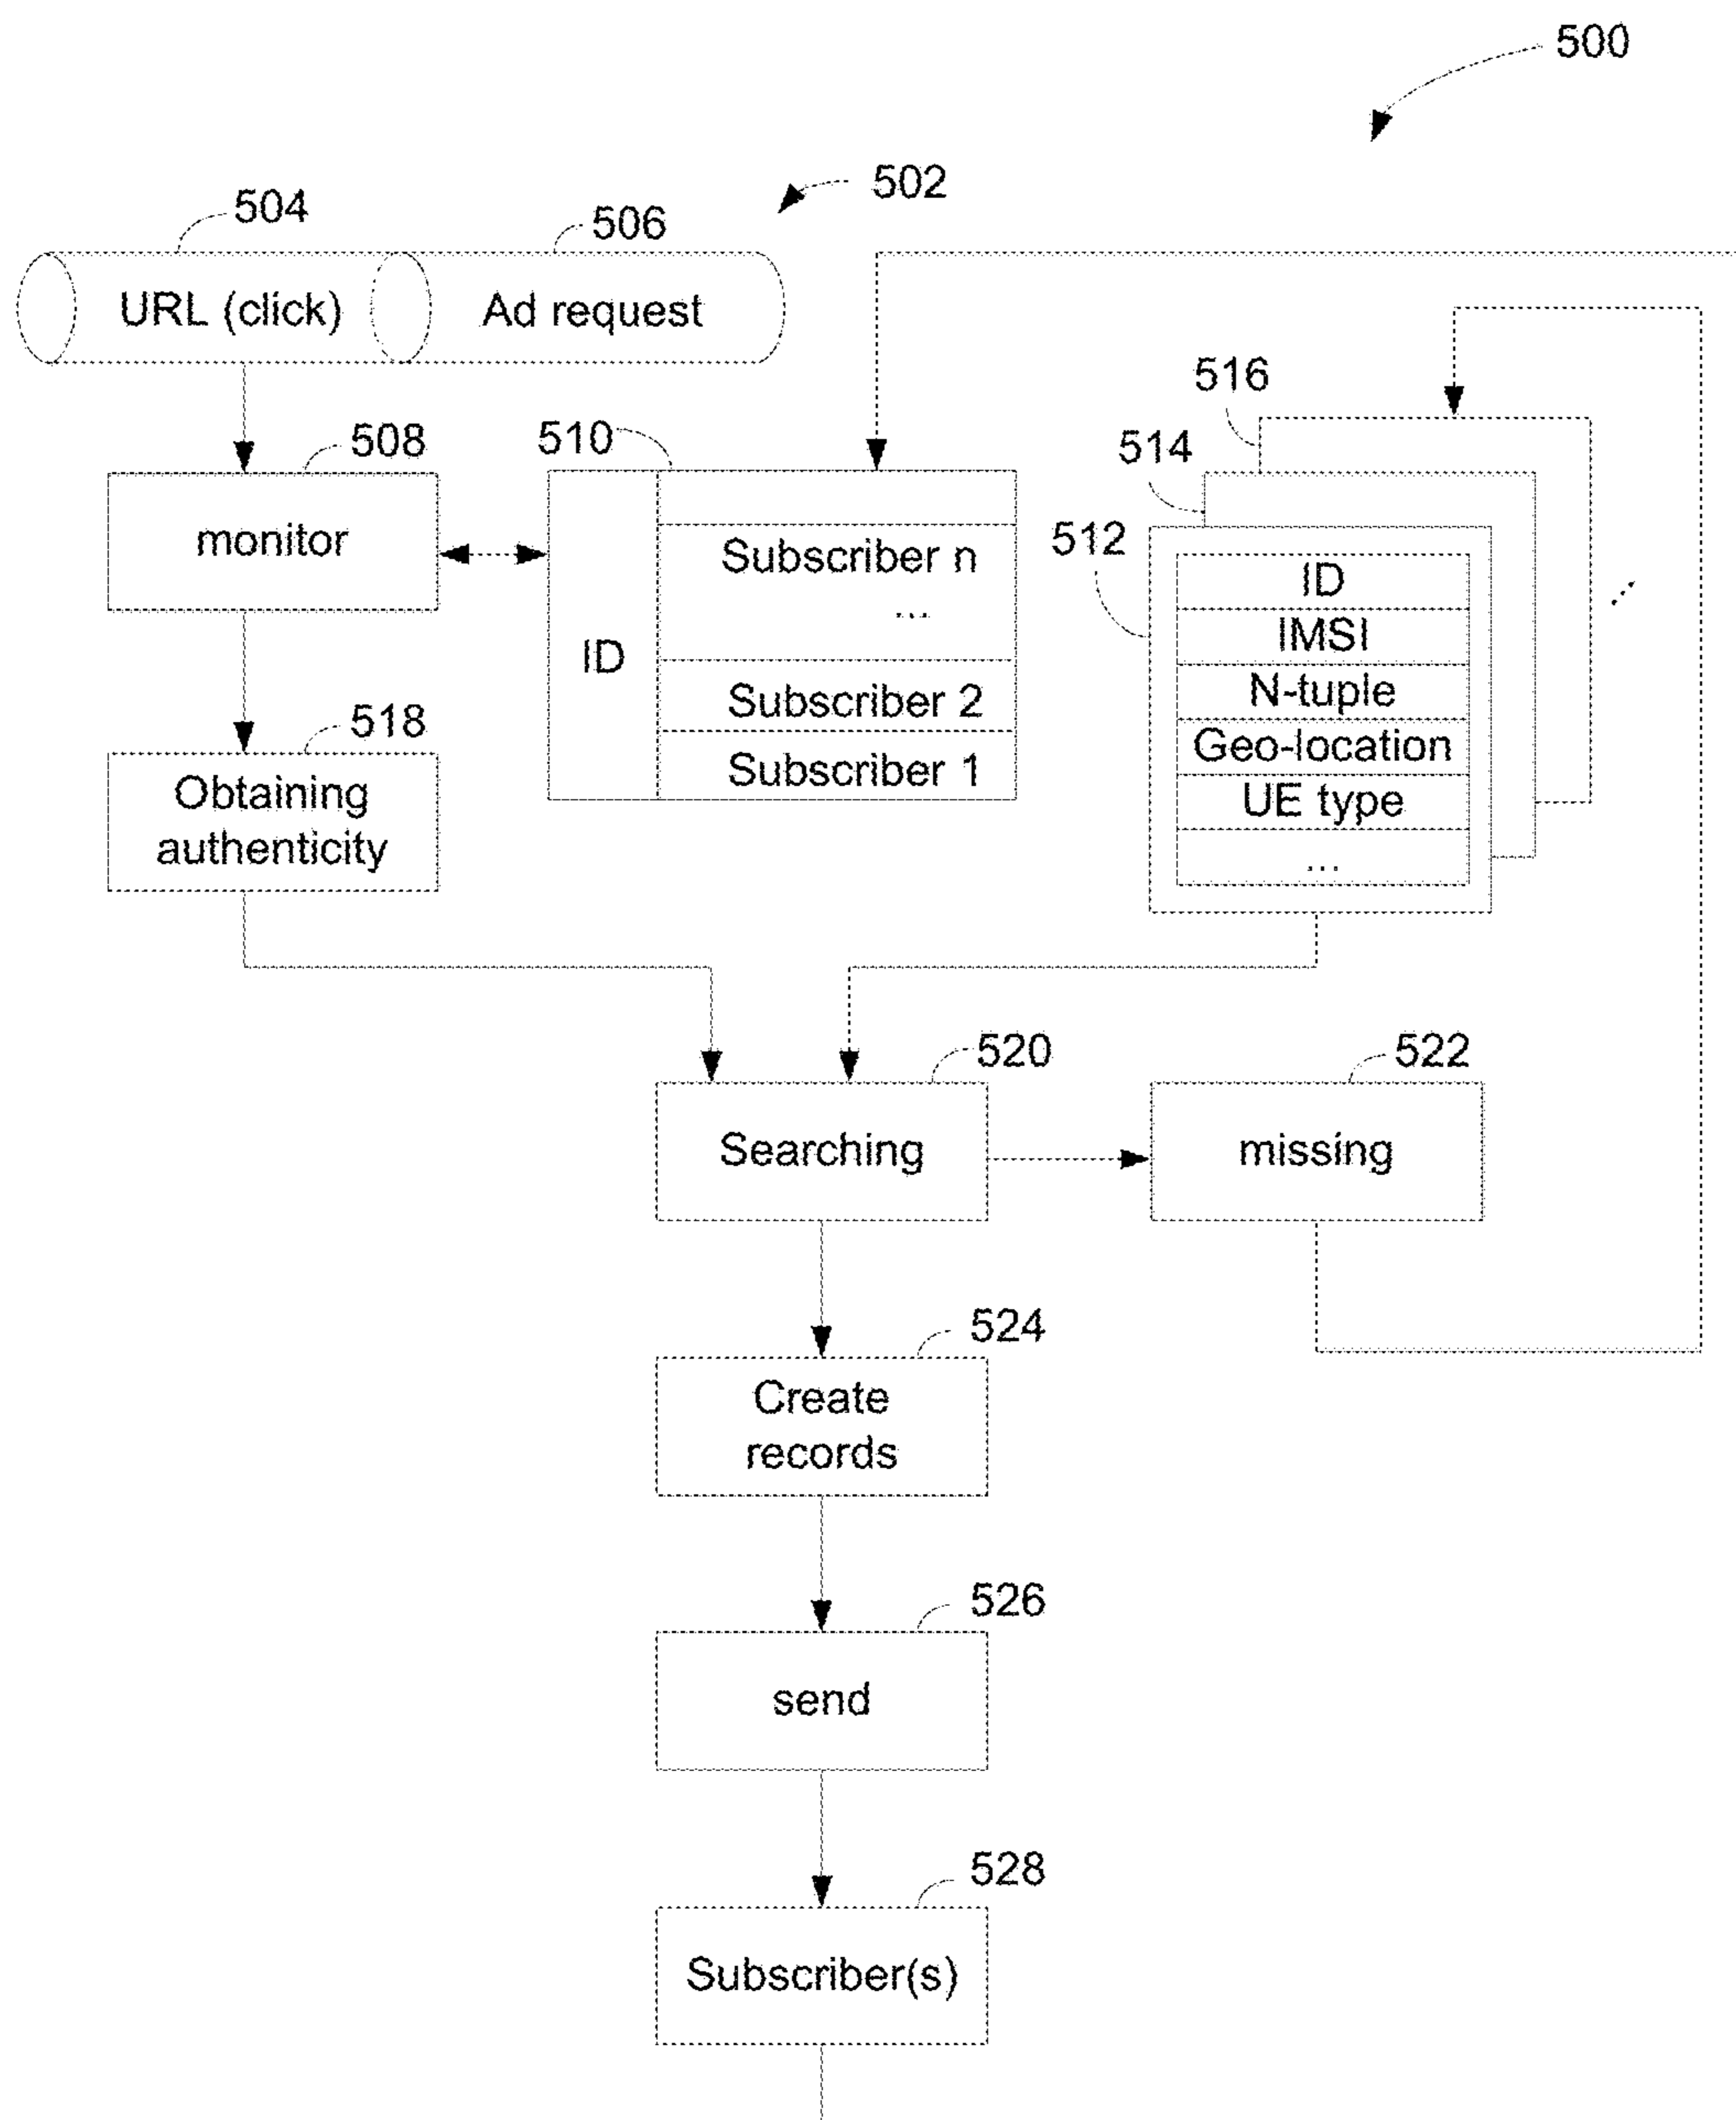 500
502
504
506
URL (click)
Ad request
516
508
510
514
monitor
512
ID
Subscriber n
...
Subscriber 2
Subscriber 1
ID
IMSI
N-tuple
Geo-location
UE type
...
518
Obtaining
authenticity
520
522
Searching
missing
524
Create
records
526
send
528
Subscriber(s)